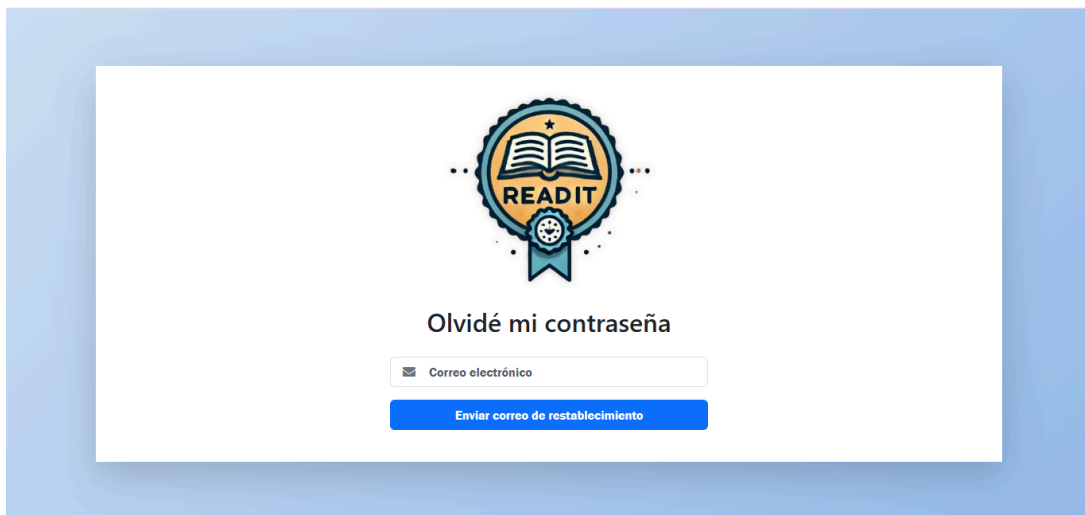 READIT
Olvidé mi contraseña
Correo electrónico
Enviar correo de restablecimiento